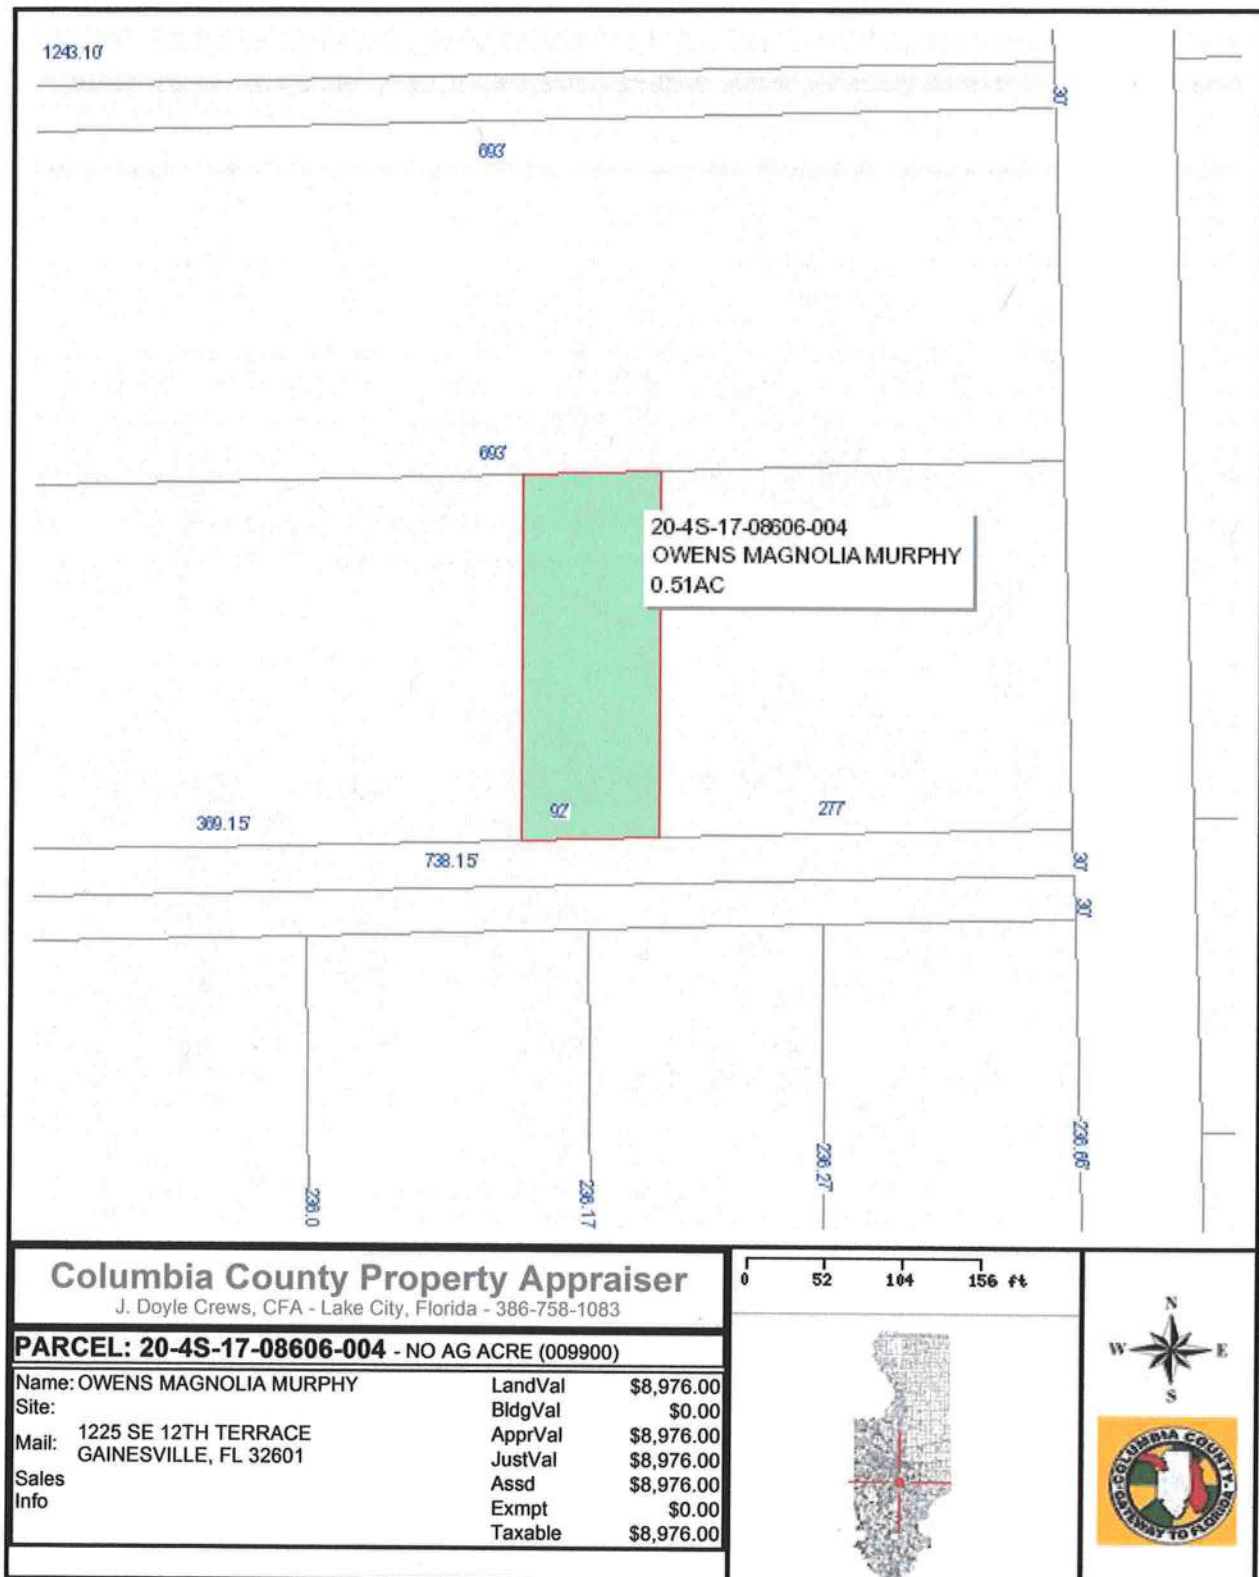 1243.10'
30'
693'
693'
20-4S-17-08606-004
OWENS MAGNOLIA MURPHY
0.51AC
92'
277'
369.15'
738.15'
30'
30'
236.0
236.17
236.27'
236.66'
Columbia County Property Appraiser
J. Doyle Crews, CFA - Lake City, Florida - 386-758-1083
PARCEL: 20-4S-17-08606-004 - NO AG ACRE (009900)
Name: OWENS MAGNOLIA MURPHY LandVal $8,976.00
Site: BldgVal $0.00
Mail: 1225 SE 12TH TERRACE ApprVal $8,976.00
GAINESVILLE, FL 32601 JustVal $8,976.00
Sales Assd $8,976.00
Info Exmpt $0.00
Taxable $8,976.00
0 52 104 156 ft
N
W E
S
COLUMBIA COUNTY
GATEWAY TO FLORIDA